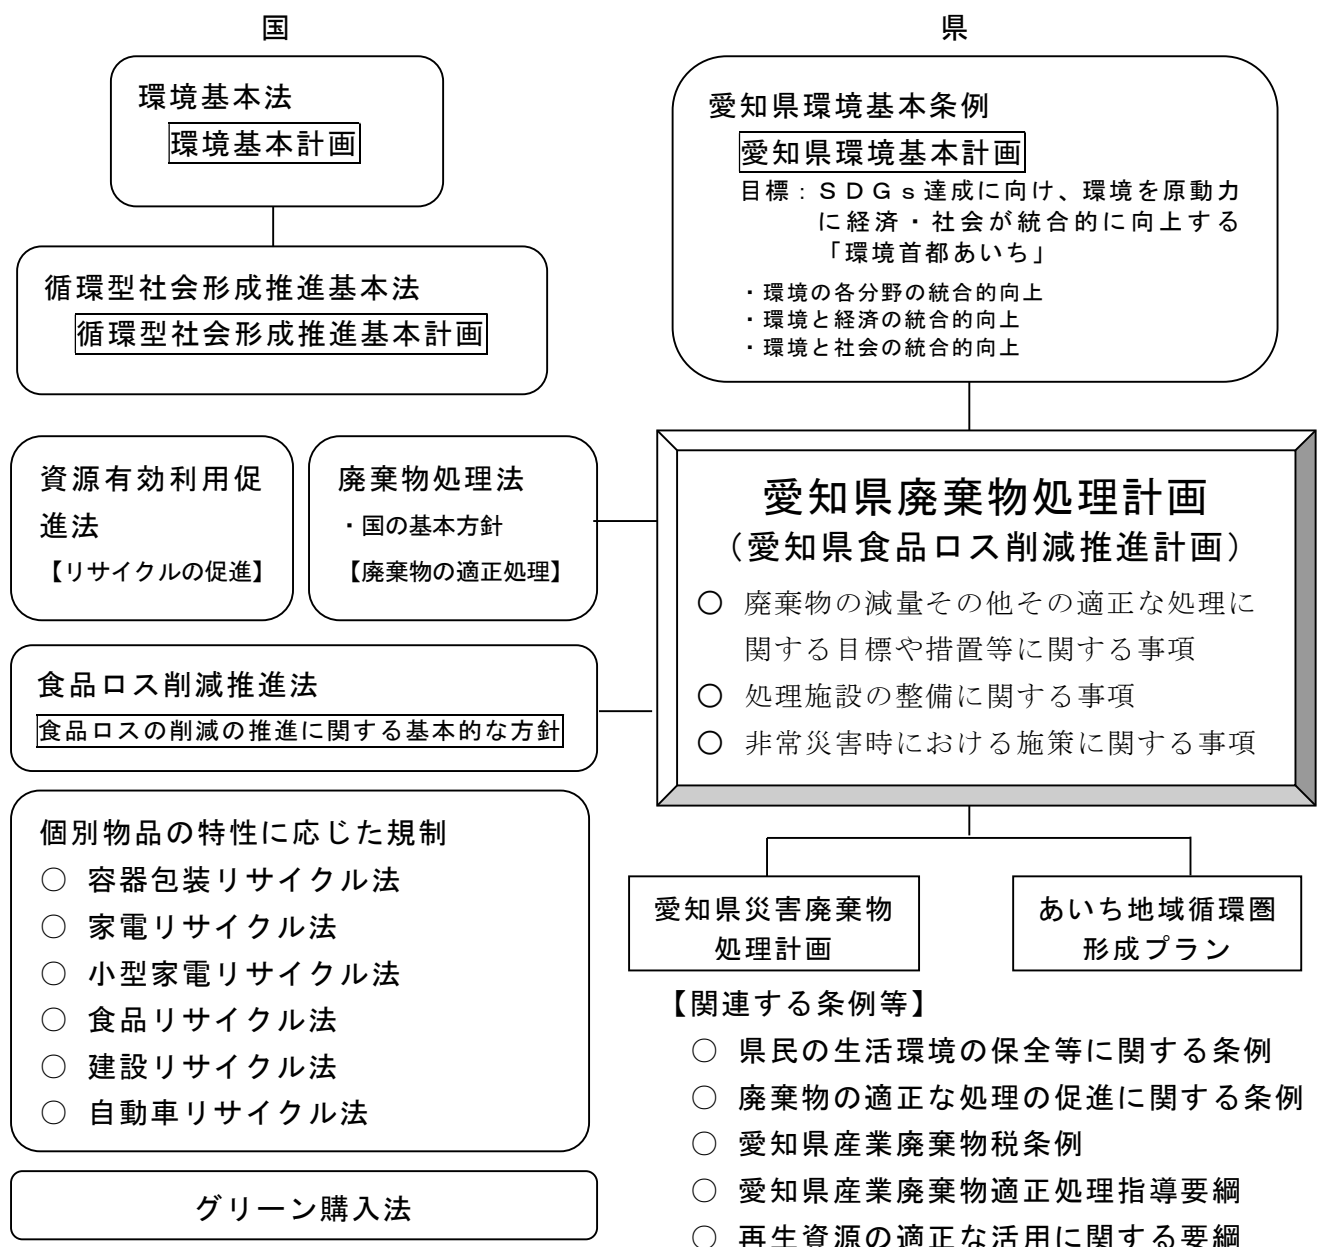 国
環境基本法
環境基本計画
循環型社会形成推進基本法
循環型社会形成推進基本計画
資源有効利用促
進法
【リサイクルの促進】
廃棄物処理法
・国の基本方針
【廃棄物の適正処理】
食品ロス削減推進法
食品ロスの削減の推進に関する基本的な方針
個別物品の特性に応じた規制
○ 容器包装リサイクル法
○ 家電リサイクル法
○ 小型家電リサイクル法
○ 食品リサイクル法
○ 建設リサイクル法
○ 自動車リサイクル法
グリーン購入法
県
愛知県環境基本条例
愛知県環境基本計画
目標：ＳＤＧｓ達成に向け、環境を原動力
に経済・社会が統合的に向上する
「環境首都あいち」
・環境の各分野の統合的向上
・環境と経済の統合的向上
・環境と社会の統合的向上
愛知県廃棄物処理計画
（愛知県食品ロス削減推進計画）
○ 廃棄物の減量その他その適正な処理に
関する目標や措置等に関する事項
○ 処理施設の整備に関する事項
○ 非常災害時における施策に関する事項
愛知県災害廃棄物
処理計画
あいち地域循環圏
形成プラン
【関連する条例等】
○ 県民の生活環境の保全等に関する条例
○ 廃棄物の適正な処理の促進に関する条例
○ 愛知県産業廃棄物税条例
○ 愛知県産業廃棄物適正処理指導要綱
○ 再生資源の適正な活用に関する要綱